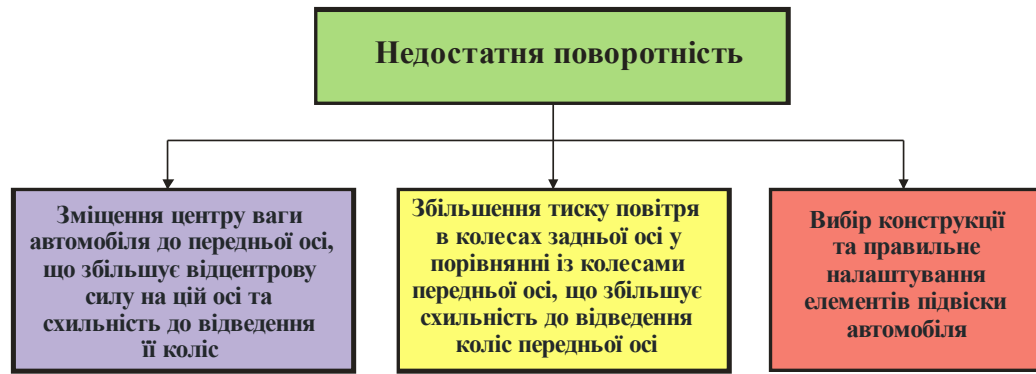 Недостатня поворотність
Зміщення центру ваги
автомобіля до передньої осі,
що збільшує відцентрову
силу на цій осі та
схильність до відведення
її коліс
Збільшення тиску повітря
в колесах задньої осі у
порівнянні із колесами
передньої осі, що збільшує
схильність до відведення
коліс передньої осі
Вибір конструкції
та правильне
налаштування
елементів підвіски
автомобіля